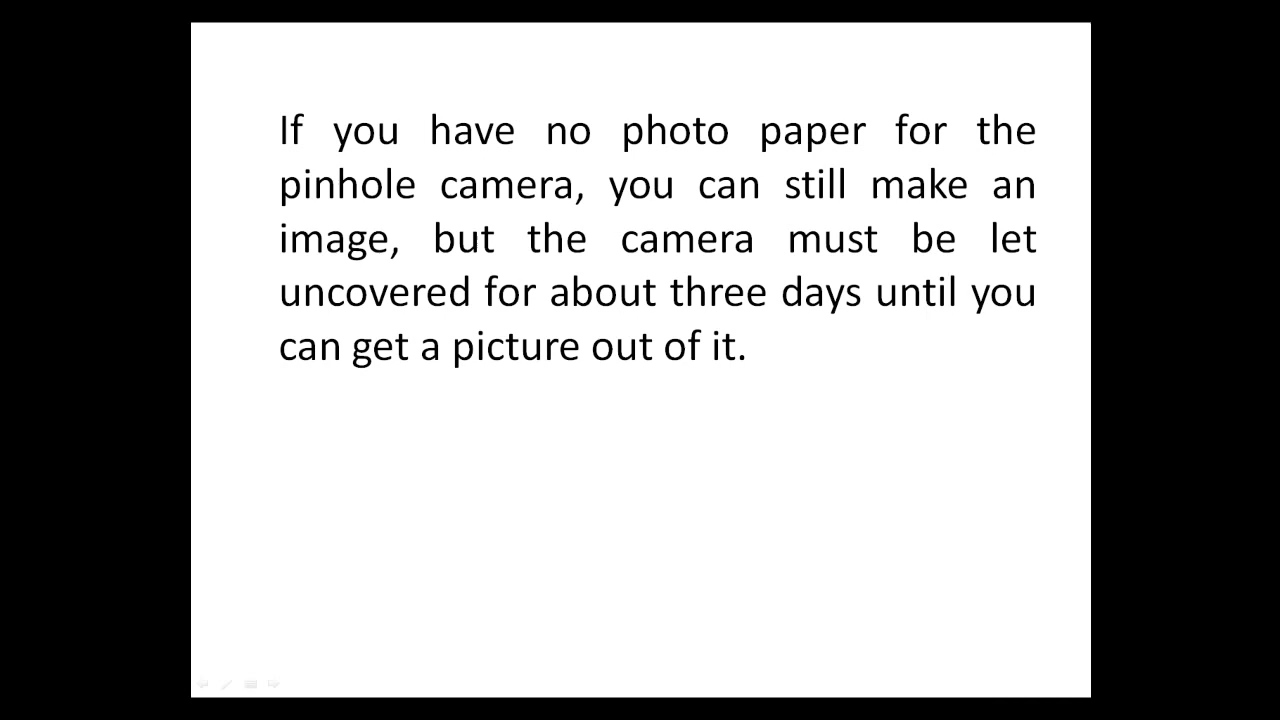 If you have no photo paper for the
pinhole camera, you can still make an
image, but the camera must be let
uncovered for about three days until you
can get a picture out of it.